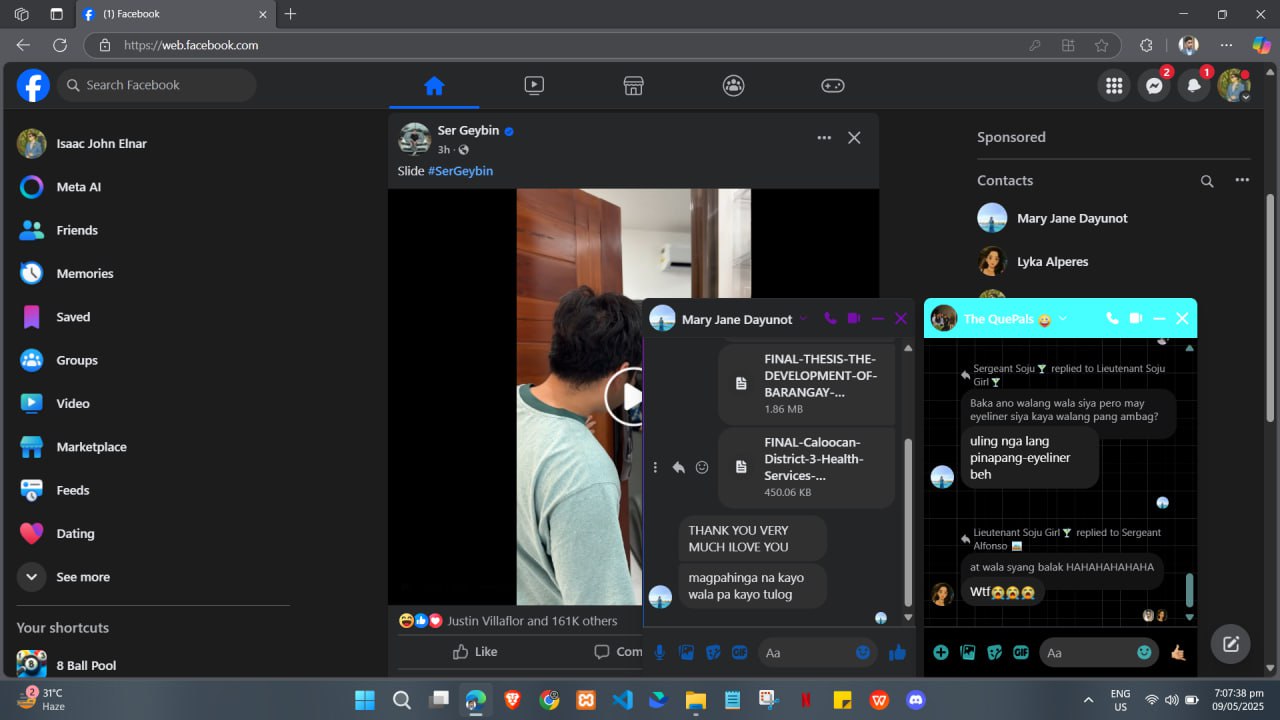 (1) Facebook
https://web.facebook.com
Search Facebook
2
1
Isaac John Elnar
Meta AI
Friends
Memories
Saved
Groups
Video
Marketplace
Feeds
Dating
See more
Your shortcuts
8 Ball Pool
Ser Geybin
3h ·
Slide #SerGeybin
Justin Villaflor and 161K others
Like
Com
Sponsored
Contacts
Mary Jane Dayunot
Lyka Alperes
Mary Jane Dayunot
FINAL-THESIS-THE-
DEVELOPMENT-OF-
BARANGAY-...
1.86 MB
FINAL-Caloocan-
District-3-Health-
Services-...
450.06 KB
THANK YOU VERY
MUCH ILOVE YOU
magpahinga na kayo
wala pa kayo tulog
GIF
Aa
The QuePals 😜
Sergeant Soju🍸 replied to Lieutenant Soju
Girl🍸
Baka ano walang wala siya pero may
eyeliner siya kaya walang pang ambag?
uling nga lang
pinapang-eyeliner
beh
Lieutenant Soju Girl🍸 replied to Sergeant
Alfonso
at wala syang balak HAHAHAHAHAHA
Wtf😭😭😭
GIF
Aa
2
31°C
Haze
ENG
US
7:07:38 pm
09/05/2025